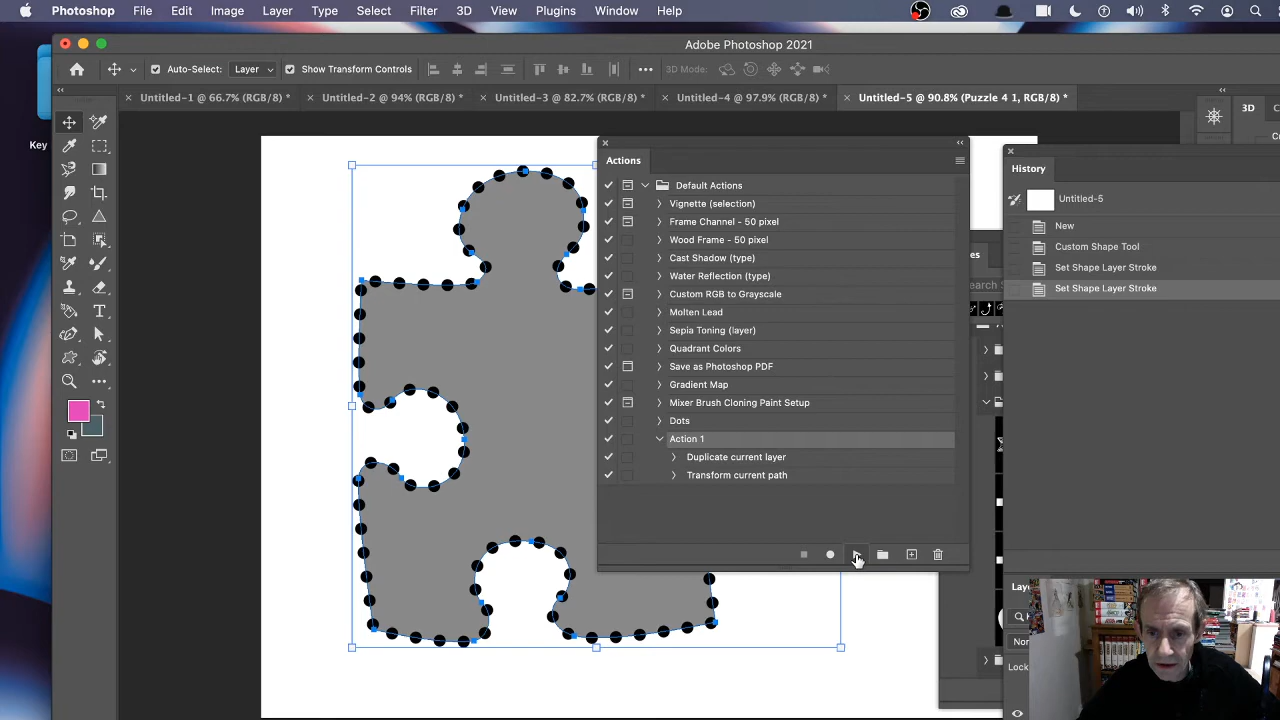 Photoshop File Edit Image Layer Type Select Filter 3D View Plugins Window Help
Adobe Photoshop 2021
Auto-Select: Layer Show Transform Controls 3D Mode:
Untitled-1 @ 66.7% (RGB/8) * Untitled-2 @ 94% (RGB/8) * Untitled-3 @ 82.7% (RGB/8) * Untitled-4 @ 97.9% (RGB/8) * Untitled-5 @ 90.8% (Puzzle 4 1, RGB/8) *
3D
Key
Actions
Default Actions
Vignette (selection)
Frame Channel - 50 pixel
Wood Frame - 50 pixel
Cast Shadow (type)
Water Reflection (type)
Custom RGB to Grayscale
Molten Lead
Sepia Toning (layer)
Quadrant Colors
Save as Photoshop PDF
Gradient Map
Mixer Brush Cloning Paint Setup
Dots
Action 1
Duplicate current layer
Transform current path
History
Untitled-5
New
Custom Shape Tool
Set Shape Layer Stroke
Set Shape Layer Stroke
es
Search S
Laye
Nor
Lock